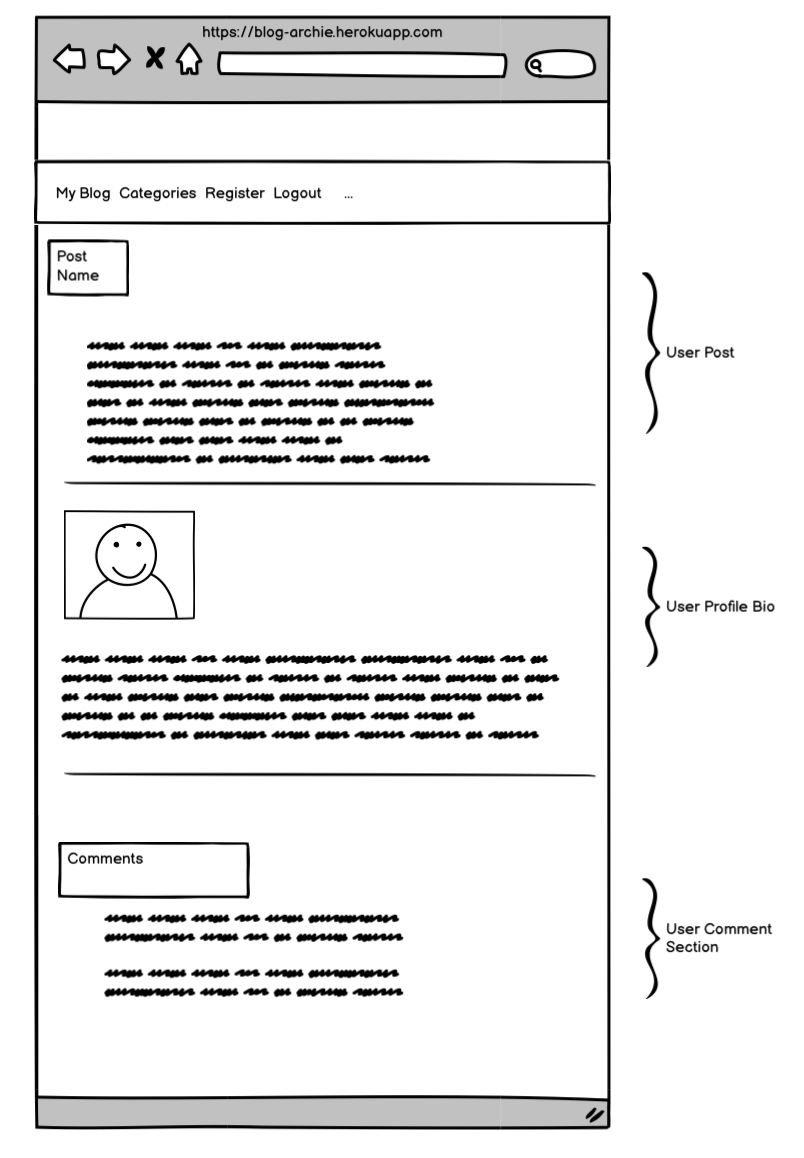 https://blog-archie.herokuapp.com
My Blog Categories Register Logout ...
Post
Name
User Post
User Profile Bio
Comments
User Comment
Section